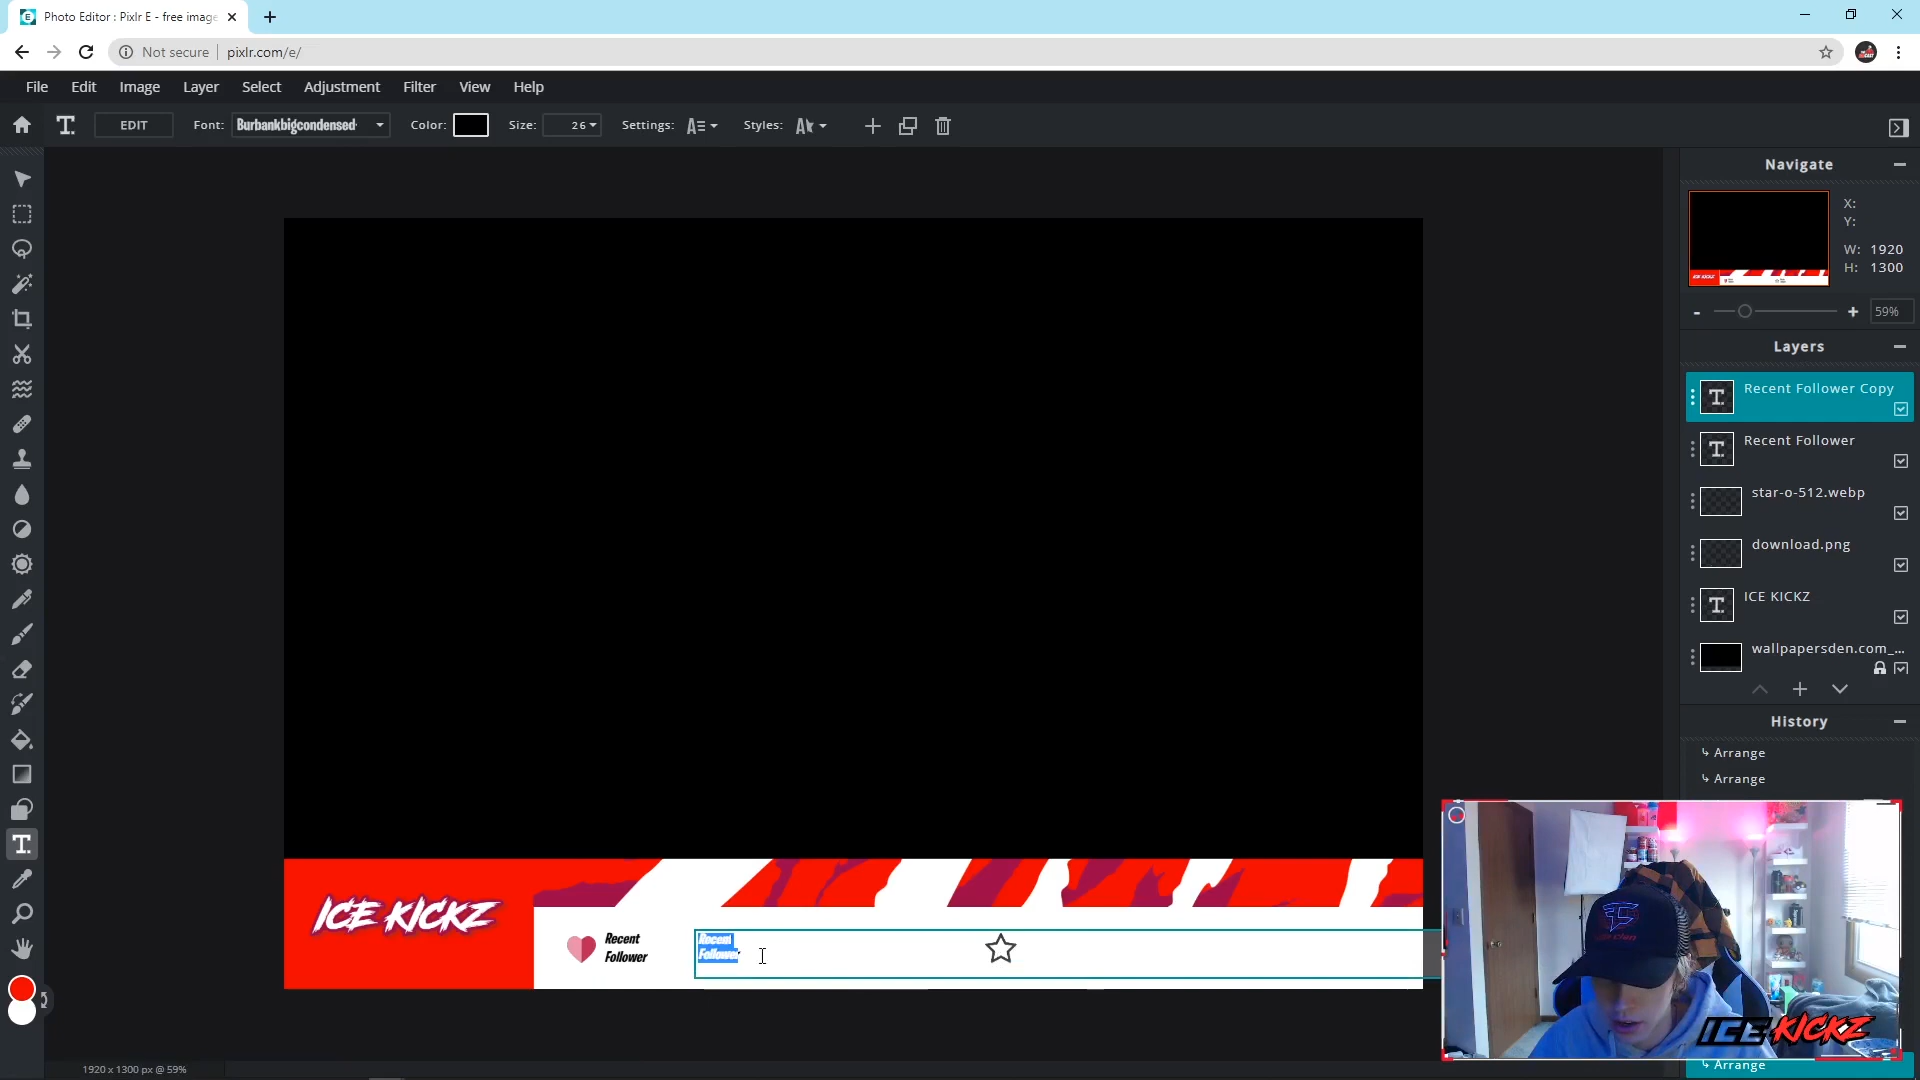 Photo Editor : Pixlr E - free image
Not secure
pixlr.com/e/
File Edit Image Layer Select Adjustment Filter View Help
EDIT Font: Burbankbigcondensed Color: Size: 26 Settings: Styles:
Navigate
X:
Y:
W: 1920
H: 1300
- + 59%
Layers
Recent Follower Copy
Recent Follower
star-o-512.webp
download.png
ICE KICKZ
wallpapersden.com_...
History
Arrange
Arrange
Arrange
ICE KICKZ
Recent
Follower
Recent
Follower
ICE KICKZ
1920 x 1300 px @ 59%